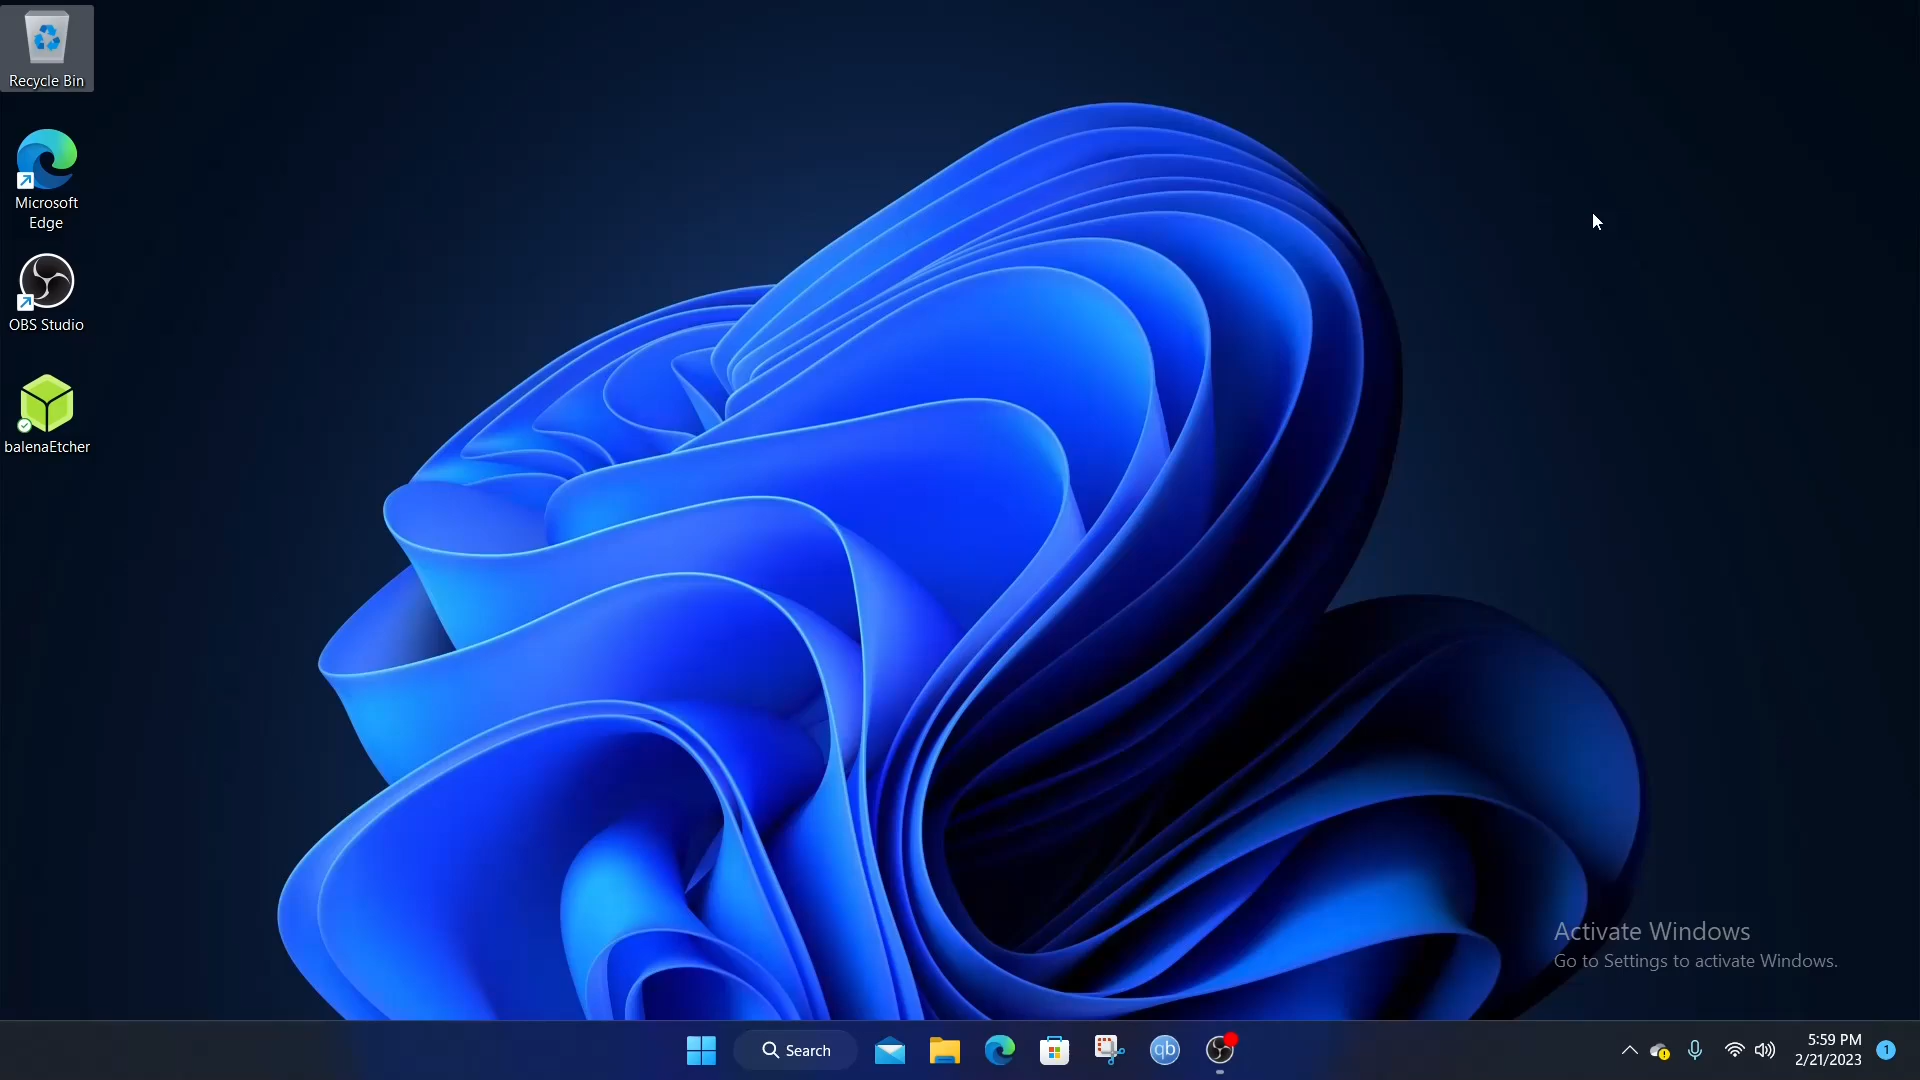 Recycle Bin
Microsoft
Edge
OBS Studio
balenaEtcher
Activate Windows
Go to Settings to activate Windows.
Search
qb
5:59 PM
2/21/2023
1